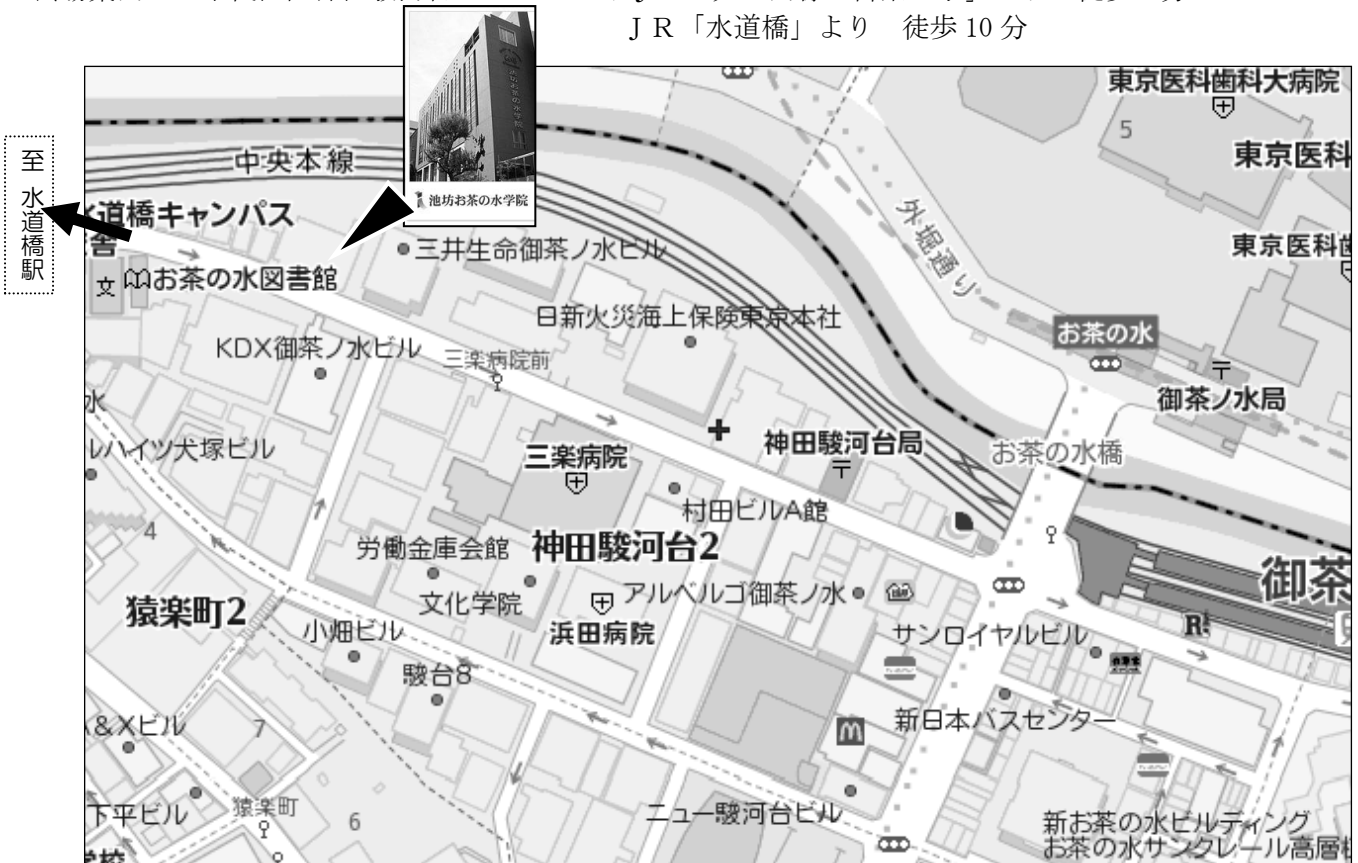 ＪＲ「水道橋」より　徒歩 10 分
東京医科歯科大病院
5
東京医科
中央本線
至 水道橋駅
池坊お茶の水学院
道橋キャンパス
外堀通り
東京医科歯
三井生命御茶ノ水ビル
文
お茶の水図書館
日新火災海上保険東京本社
お茶の水
KDX御茶ノ水ビル
三楽病院前
御茶ノ水局
水
神田駿河台局
お茶の水橋
ルハイツ犬塚ビル
三楽病院
村田ビルA館
4
労働金庫会館
神田駿河台2
御茶
アルベルゴ御茶ノ水
猿楽町2
文化学院
小畑ビル
浜田病院
サンロイヤルビル
駿台8
&Xビル
7
新日本バスセンター
下平ビル
猿楽町
6
ニュー駿河台ビル
新お茶の水ビルディング
お茶の水サンクレール高層